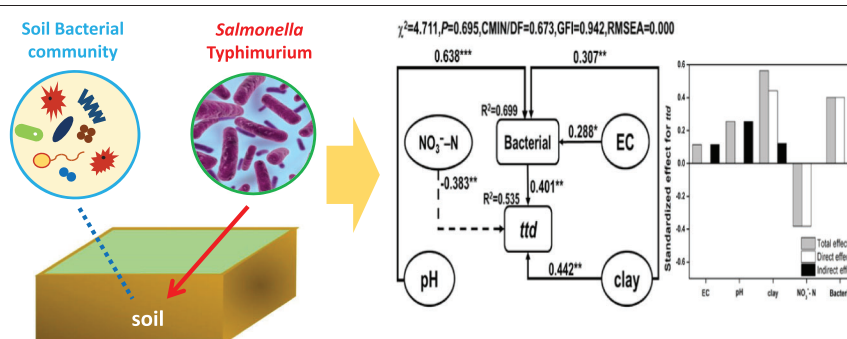 Soil Bacterial
community
Salmonella
Typhimurium
soil
χ²=4.711,P=0.695,CMIN/DF=0.673,GFI=0.942,RMSEA=0.000
0.638***
0.307**
R²=0.699
NO₃⁻–N
Bacterial
0.288*
EC
-0.383**
0.401**
R²=0.535
ttd
pH
0.442**
clay
Standardized effect for ttd
0.6
0.4
0.2
0.0
-0.2
-0.4
-0.6
Total effect
Direct effec
Indirect eff
EC
pH
clay
NO₃⁻-N
Bacteri